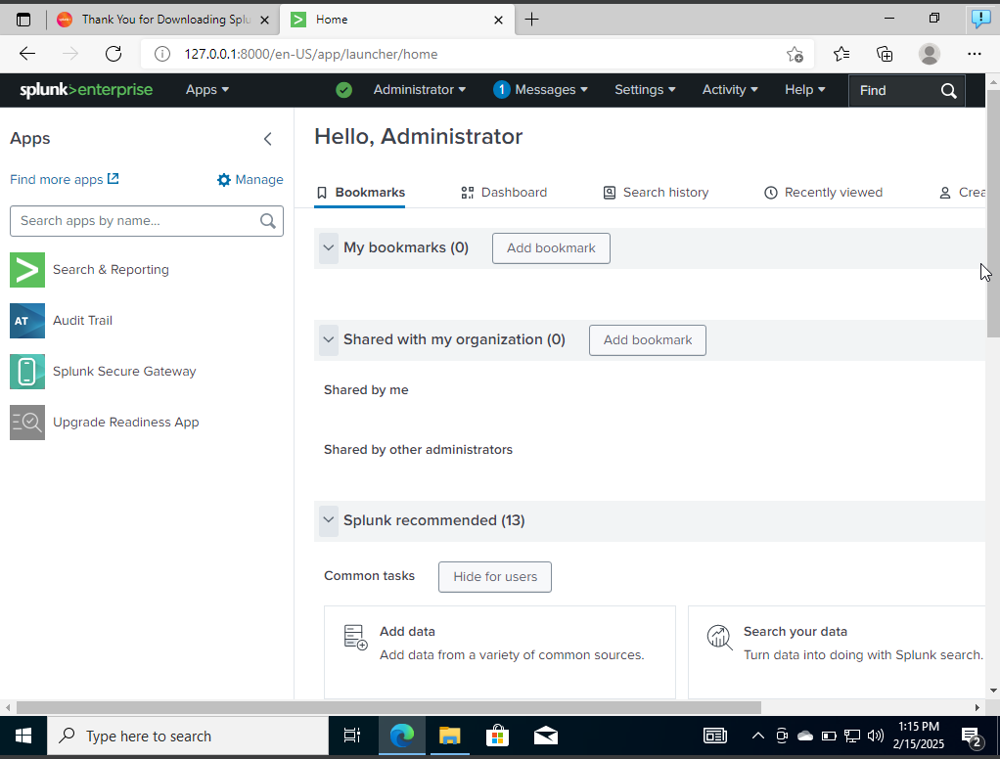 Thank You for Downloading Splu
Home
127.0.0.1:8000/en-US/app/launcher/home
splunk>enterprise Apps Administrator 1 Messages Settings Activity Help Find
Apps
Find more apps Manage
Search apps by name...
Search & Reporting
AT Audit Trail
Splunk Secure Gateway
Upgrade Readiness App
Hello, Administrator
Bookmarks Dashboard Search history Recently viewed Crea
My bookmarks (0) Add bookmark
Shared with my organization (0) Add bookmark
Shared by me
Shared by other administrators
Splunk recommended (13)
Common tasks Hide for users
Add data
Add data from a variety of common sources.
Search your data
Turn data into doing with Splunk search.
Type here to search
1:15 PM
2/15/2025
2